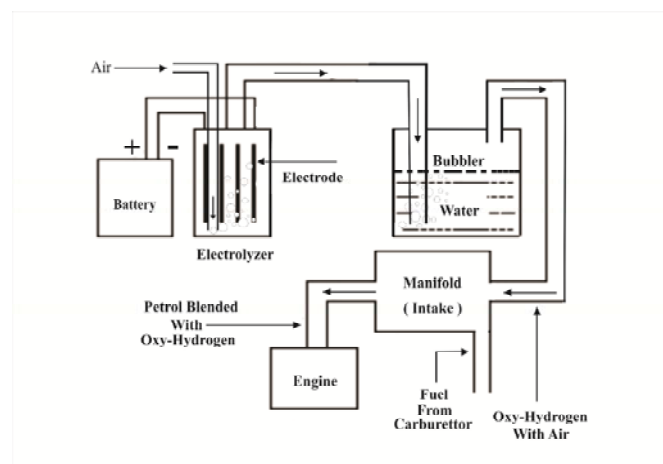 Air
+ -
Battery
Electrode
Electrolyzer
Bubbler
Water
Manifold
( Intake )
Petrol Blended
With
Oxy-Hydrogen
Engine
Fuel
From
Carburettor
Oxy-Hydrogen
With Air